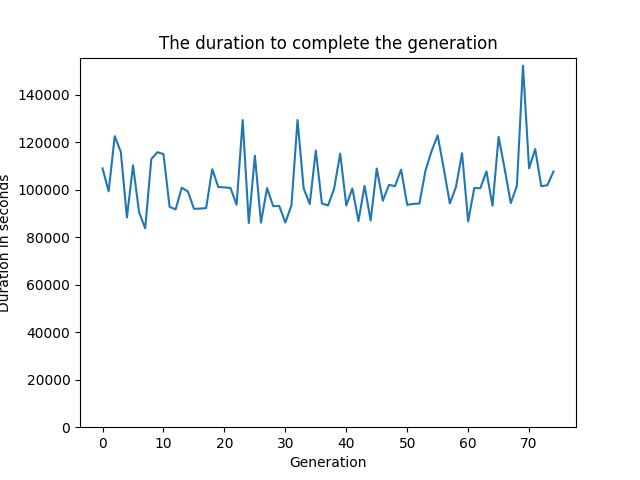 The duration to complete the generation
140000
120000
100000
80000
60000
40000
20000
0
Duration in seconds
0 10 20 30 40 50 60 70
Generation